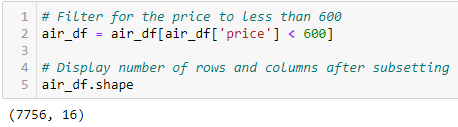 1 # Filter for the price to less than 600
2 air_df = air_df[air_df['price'] < 600]
3
4 # Display number of rows and columns after subsetting
5 air_df.shape
(7756, 16)